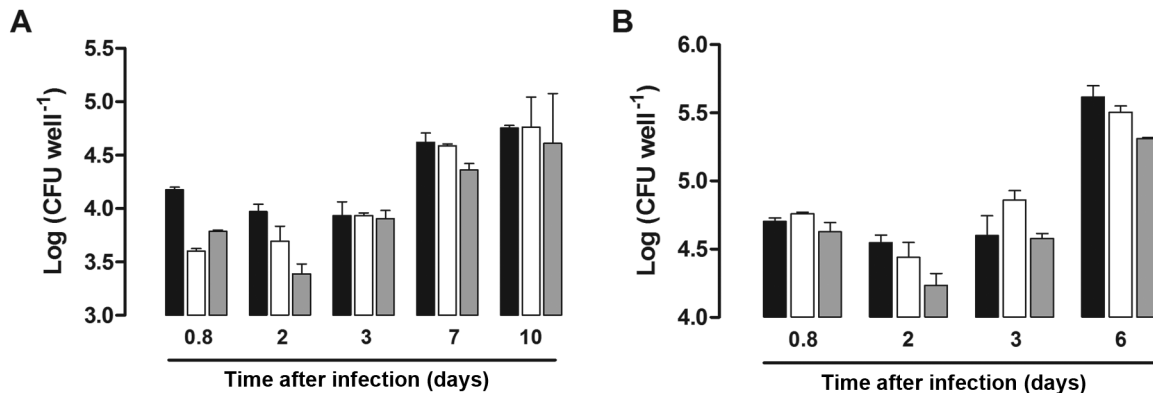 A
Log (CFU well-1)
5.5
5.0
4.5
4.0
3.5
3.0
0.8 2 3 7 10
Time after infection (days)
B
Log (CFU well-1)
6.0
5.5
5.0
4.5
4.0
0.8 2 3 6
Time after infection (days)